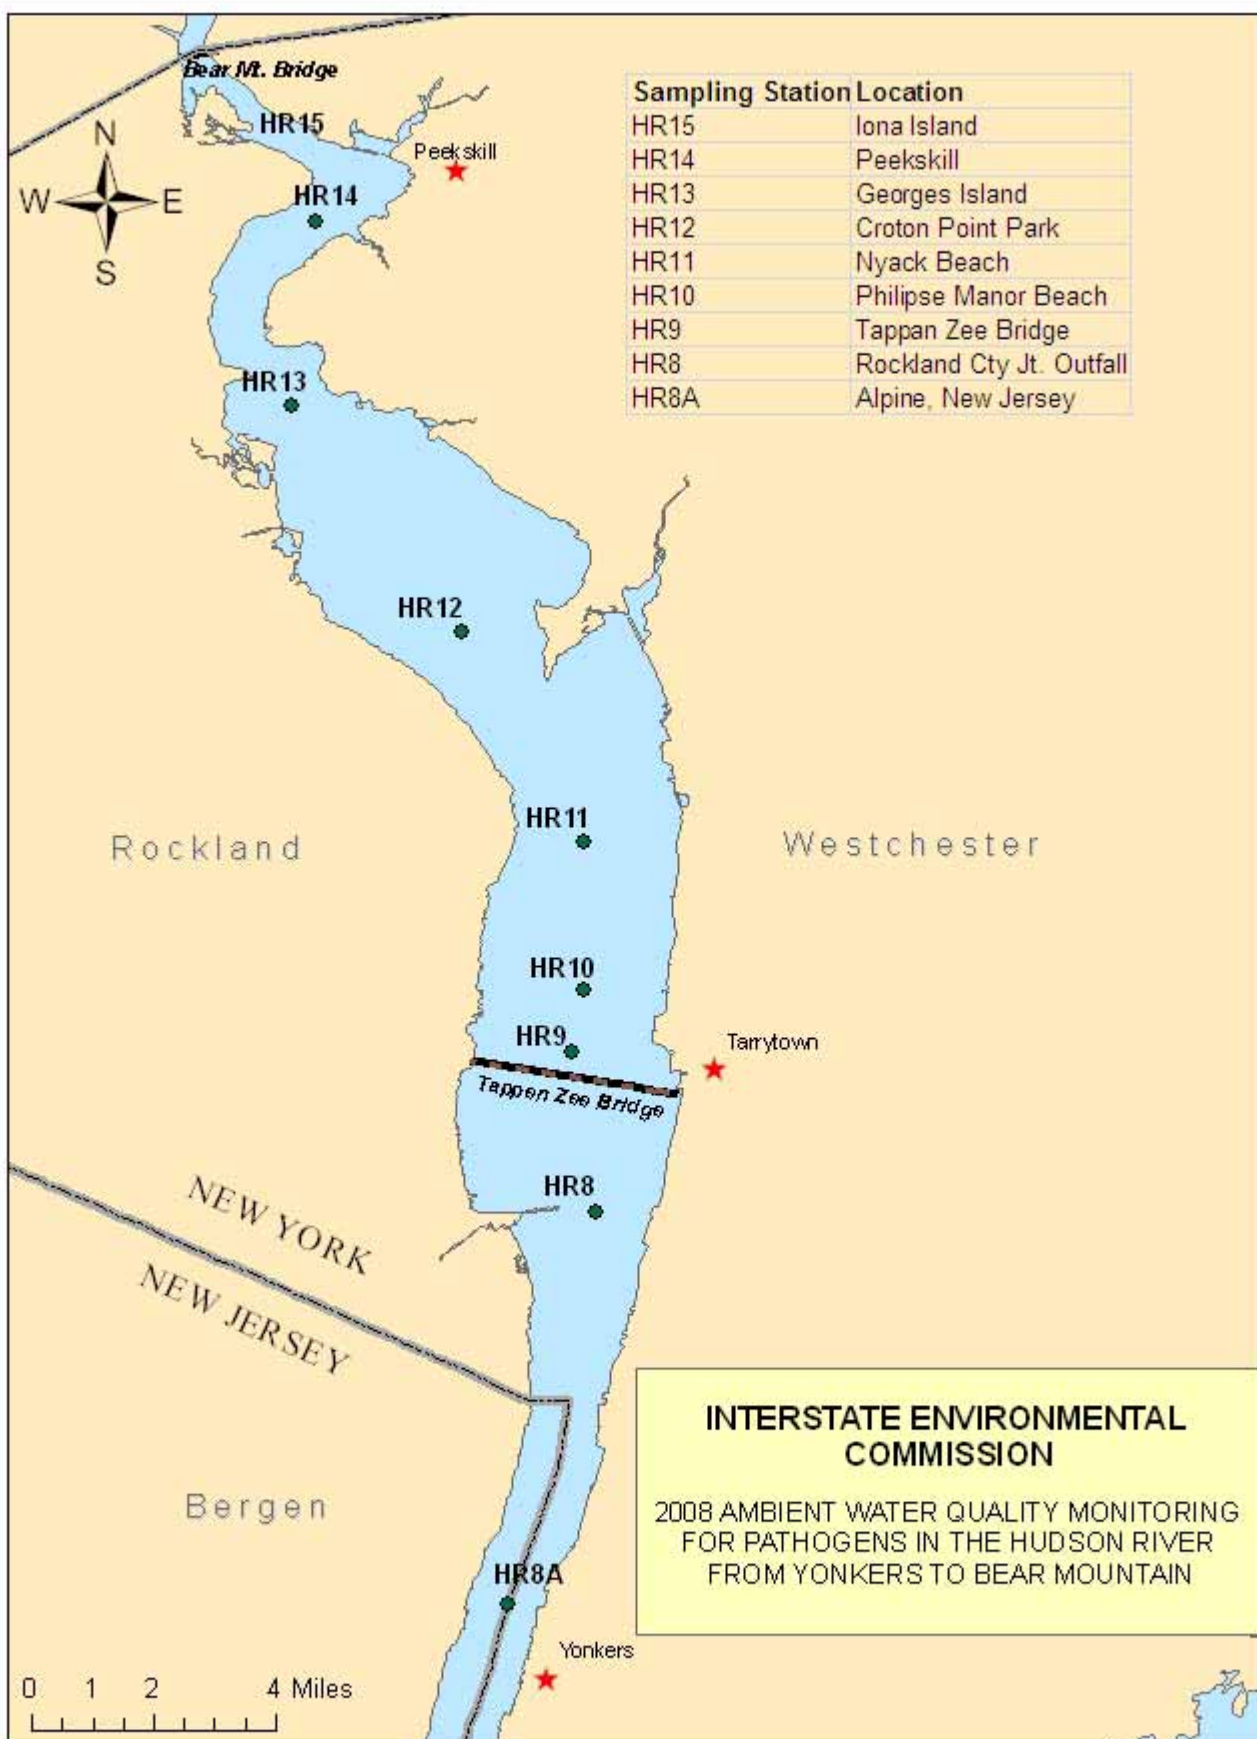 Bear Mt. Bridge
HR15
Peekskill
N
W E
S
HR14
Sampling Station Location
HR15 Iona Island
HR14 Peekskill
HR13 Georges Island
HR12 Croton Point Park
HR11 Nyack Beach
HR10 Philipse Manor Beach
HR9 Tappan Zee Bridge
HR8 Rockland Cty Jt. Outfall
HR8A Alpine, New Jersey
HR13
HR12
HR11
Rockland
Westchester
HR10
HR9
Tarrytown
Tappen Zee Bridge
HR8
NEW YORK
NEW JERSEY
Bergen
HR8A
Yonkers
0 1 2 4 Miles
INTERSTATE ENVIRONMENTAL
COMMISSION
2008 AMBIENT WATER QUALITY MONITORING
FOR PATHOGENS IN THE HUDSON RIVER
FROM YONKERS TO BEAR MOUNTAIN